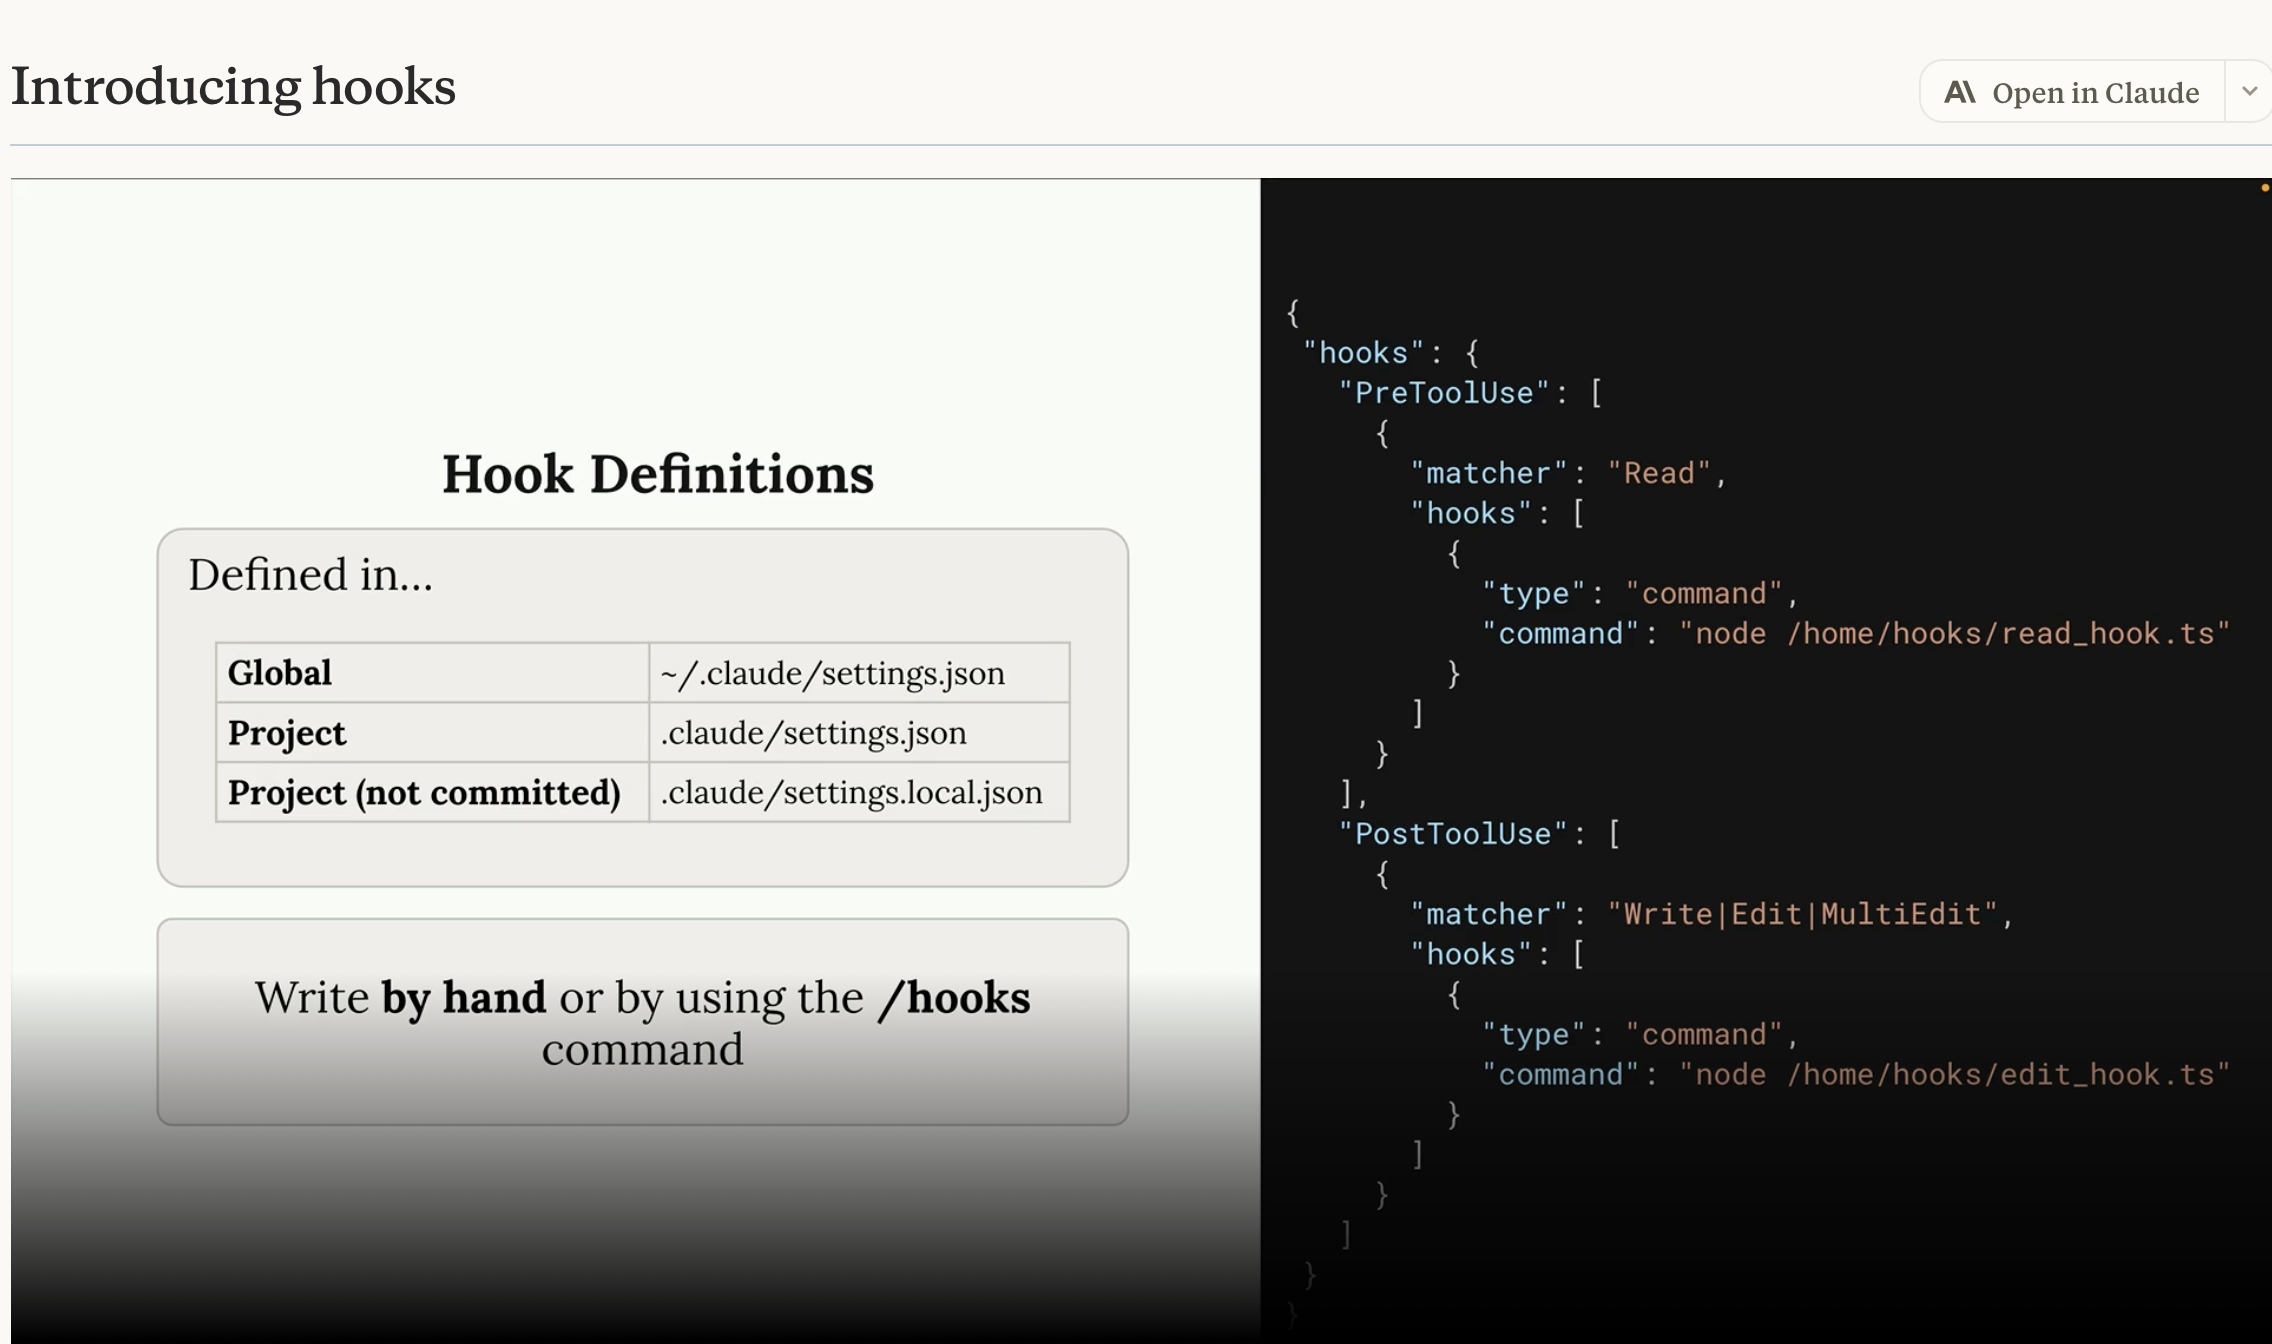 Introducing hooks
Open in Claude
Hook Definitions
Defined in...
Global ~/.claude/settings.json
Project .claude/settings.json
Project (not committed) .claude/settings.local.json
Write by hand or by using the /hooks
command
{
"hooks": {
"PreToolUse": [
{
"matcher": "Read",
"hooks": [
{
"type": "command",
"command": "node /home/hooks/read_hook.ts"
}
]
}
],
"PostToolUse": [
{
"matcher": "Write|Edit|MultiEdit",
"hooks": [
{
"type": "command",
"command": "node /home/hooks/edit_hook.ts"
}
]
}
]
}
}